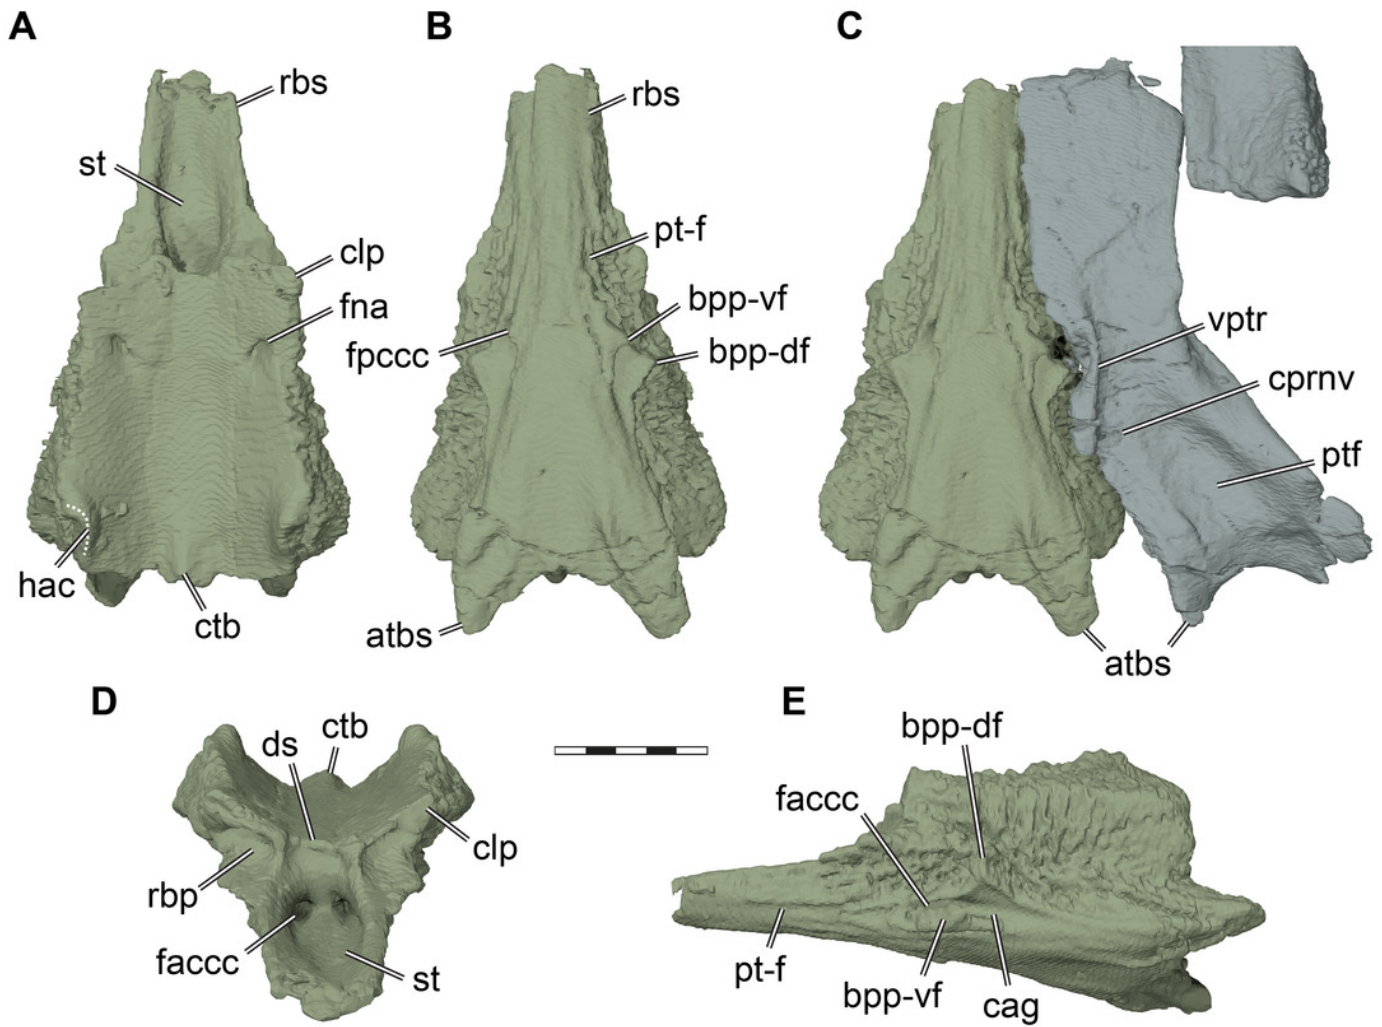 A
rbs
st
clp
fna
hac
ctb
B
rbs
pt-f
bpp-vf
fpccc
bpp-df
atbs
C
vptr
cprnv
ptf
atbs
D
ctb
ds
clp
rbp
faccc
st
E
bpp-df
faccc
pt-f
bpp-vf
cag